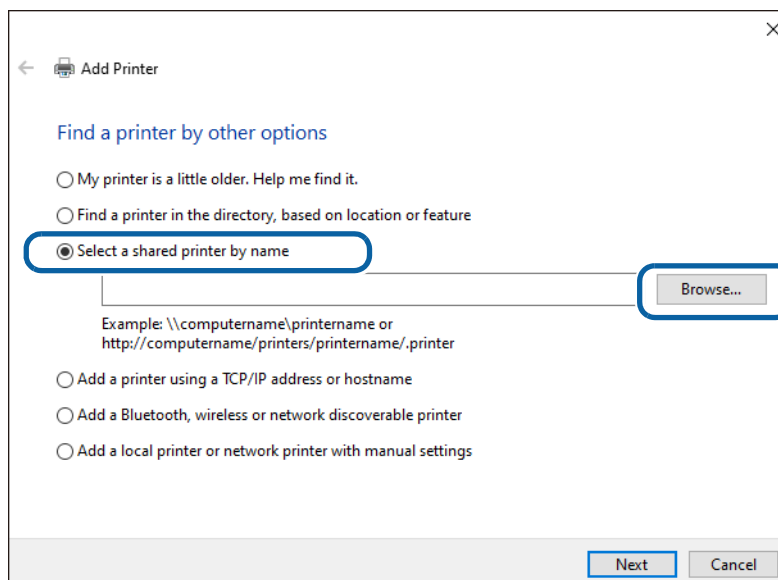 Add Printer
Find a printer by other options
My printer is a little older. Help me find it.
Find a printer in the directory, based on location or feature
Select a shared printer by name
Browse...
Example: \\computername\printername or
http://computername/printers/printername/.printer
Add a printer using a TCP/IP address or hostname
Add a Bluetooth, wireless or network discoverable printer
Add a local printer or network printer with manual settings
Next
Cancel